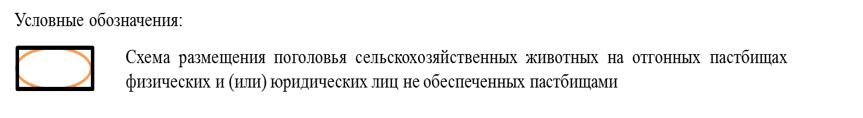 Условные обозначения:
Схема размещения поголовья сельскохозяйственных животных на отгонных пастбищах
физических и (или) юридических лиц не обеспеченных пастбищами